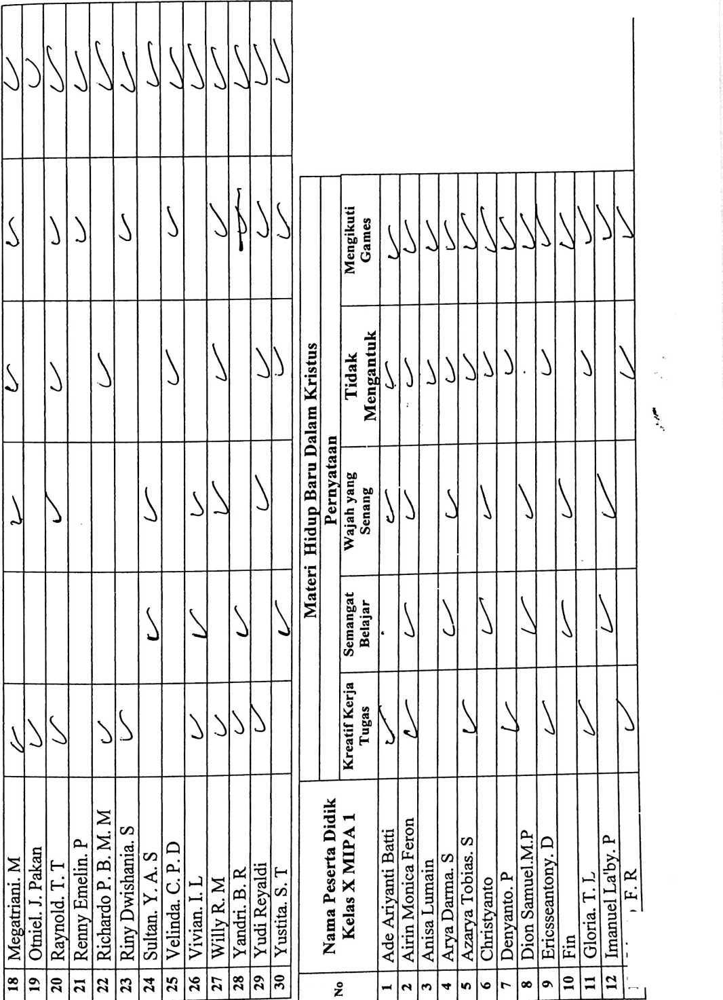 18 Megatriani. M ✓ ✓ ✓ ✓ ✓
19 Otniel. J. Pakan ✓ ✓
20 Raynold. T. T ✓ ✓ ✓ ✓ ✓
21 Renny Emelin. P ✓ ✓
22 Richardo P. B. M. M ✓ ✓ ✓
23 Riny Dwishania. S ✓ ✓ ✓
24 Sultan. Y. A. S ✓ ✓ ✓
25 Velinda. C. P. D ✓ ✓ ✓
26 Vivian. I. L ✓ ✓ ✓ ✓
27 Willy R. M ✓ ✓ ✓ ✓ ✓
28 Yandri. B. R ✓ ✓ ✓ ✓
29 Yudi Reyaldi ✓ ✓ ✓ ✓ ✓
30 Yustita. S. T ✓ ✓ ✓ ✓
Materi Hidup Baru Dalam Kristus
No
Nama Peserta Didik
Kelas X MIPA 1
Pernyataan
Kreatif Kerja
Tugas
Semangat
Belajar
Wajah yang
Senang
Tidak
Mengantuk
Mengikuti
Games
1 Ade Ariyanti Batti ✓ ✓ ✓ ✓
2 Airin Monica Feron ✓ ✓ ✓ ✓ ✓
3 Anisa Lumain ✓ ✓
4 Arya Darma. S ✓ ✓ ✓ ✓
5 Azarya Tobias. S ✓ ✓ ✓
6 Christyanto ✓ ✓ ✓ ✓
7 Denyanto. P ✓ ✓ ✓
8 Dion Samuel.M.P ✓ ✓ ✓
9 Ericsseantony. D ✓ ✓ ✓
10 Fin ✓ ✓ ✓
11 Gloria. T. L ✓ ✓ ✓
12 Imanuel La'by. P ✓ ✓ ✓
F. R ✓ ✓ ✓